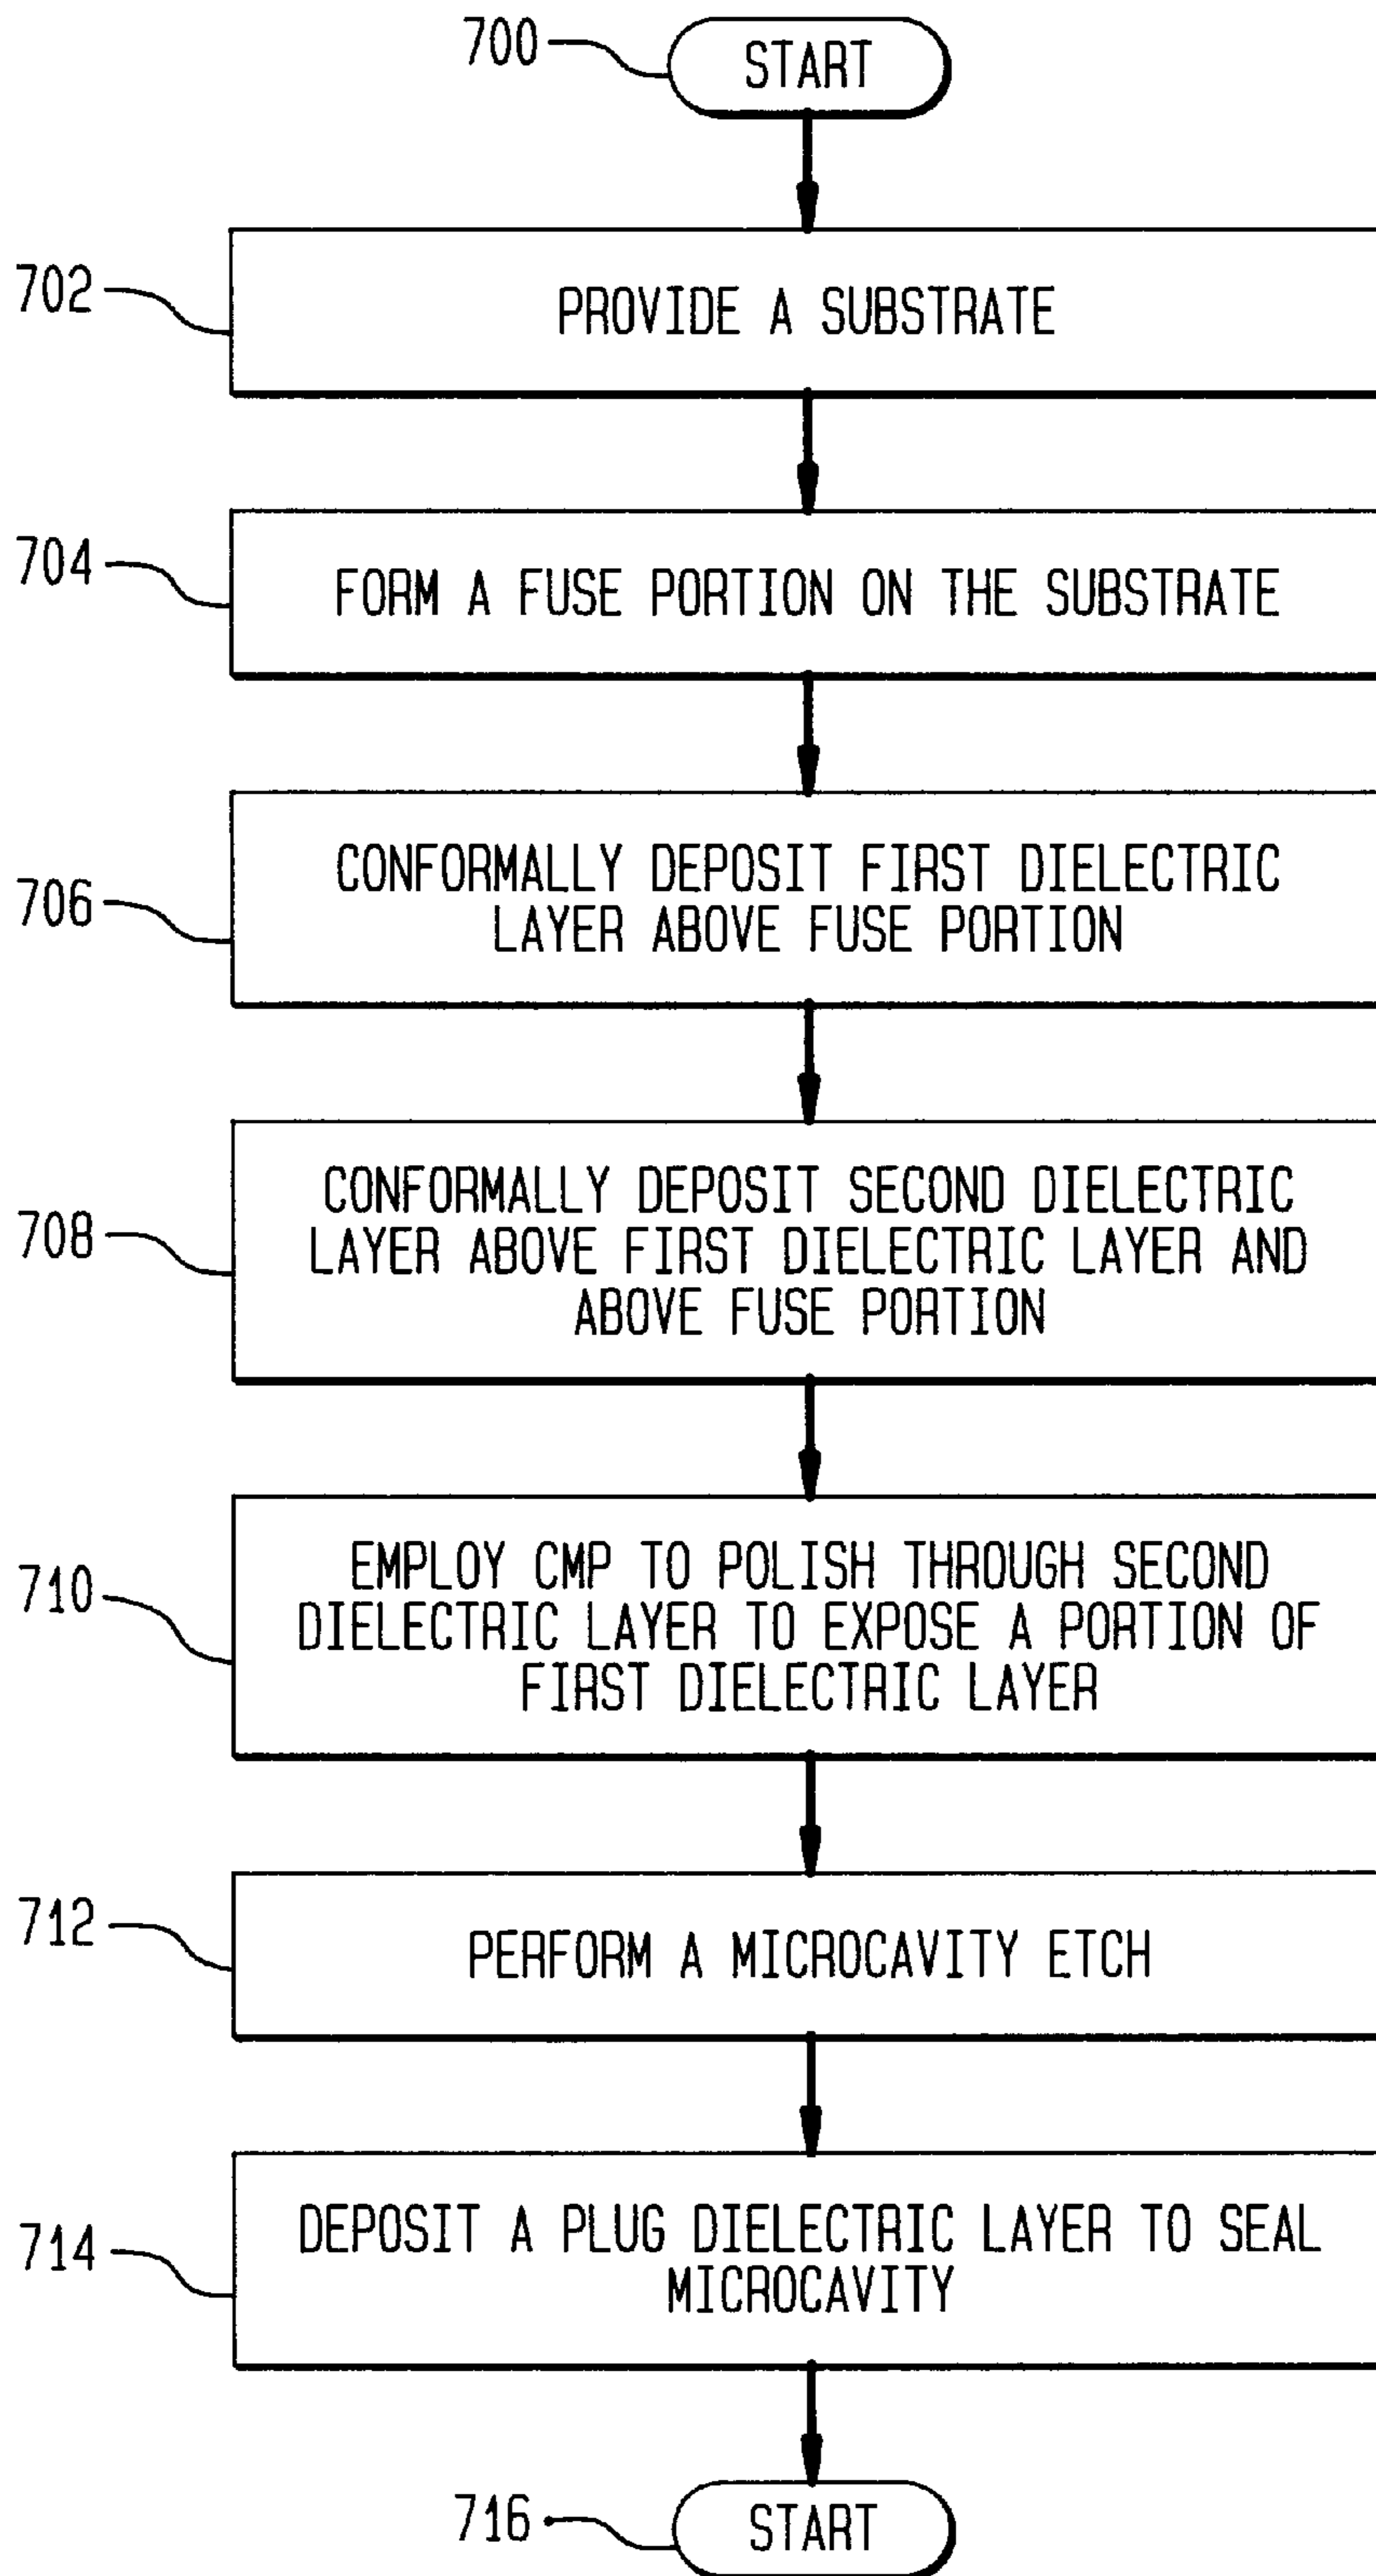 700
START
702
PROVIDE A SUBSTRATE
704
FORM A FUSE PORTION ON THE SUBSTRATE
706
CONFORMALLY DEPOSIT FIRST DIELECTRIC
LAYER ABOVE FUSE PORTION
708
CONFORMALLY DEPOSIT SECOND DIELECTRIC
LAYER ABOVE FIRST DIELECTRIC LAYER AND
ABOVE FUSE PORTION
710
EMPLOY CMP TO POLISH THROUGH SECOND
DIELECTRIC LAYER TO EXPOSE A PORTION OF
FIRST DIELECTRIC LAYER
712
PERFORM A MICROCAVITY ETCH
714
DEPOSIT A PLUG DIELECTRIC LAYER TO SEAL
MICROCAVITY
716
START